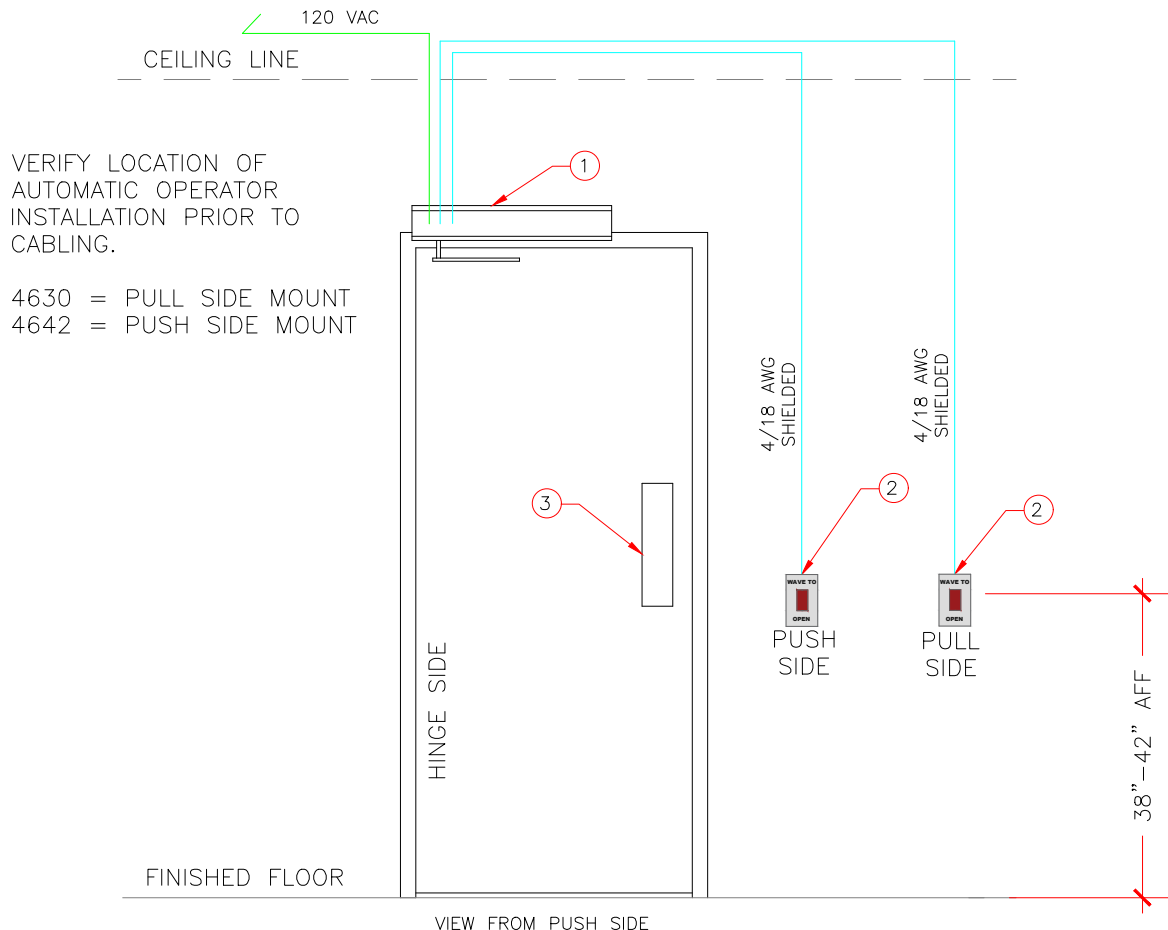 120 VAC
CEILING LINE
VERIFY LOCATION OF
AUTOMATIC OPERATOR
INSTALLATION PRIOR TO
CABLING.
4630 = PULL SIDE MOUNT
4642 = PUSH SIDE MOUNT
1
4/18 AWG
SHIELDED
4/18 AWG
SHIELDED
3
2
2
WAVE TO
OPEN
PUSH
SIDE
WAVE TO
OPEN
PULL
SIDE
HINGE SIDE
38"-42" AFF
FINISHED FLOOR
VIEW FROM PUSH SIDE